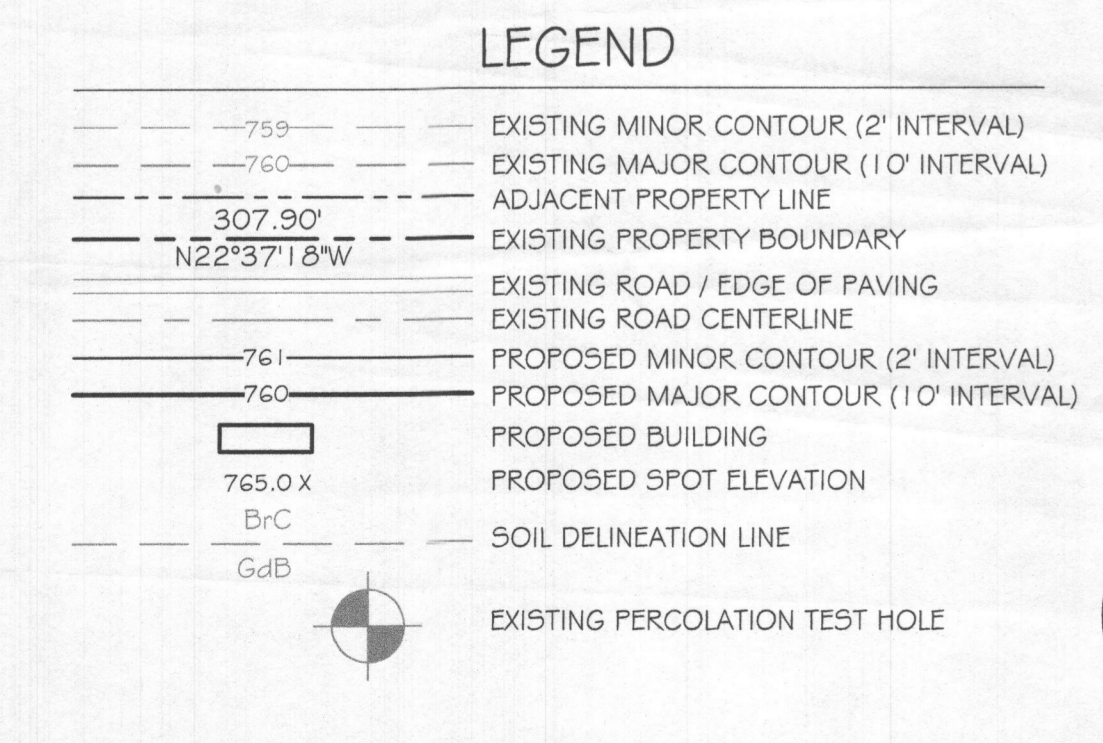 LEGEND
759 EXISTING MINOR CONTOUR (2' INTERVAL)
760 EXISTING MAJOR CONTOUR (10' INTERVAL)
ADJACENT PROPERTY LINE
307.90'
EXISTING PROPERTY BOUNDARY
N22°37'18"W
EXISTING ROAD / EDGE OF PAVING
EXISTING ROAD CENTERLINE
761 PROPOSED MINOR CONTOUR (2' INTERVAL)
760 PROPOSED MAJOR CONTOUR (10' INTERVAL)
PROPOSED BUILDING
765.0 X PROPOSED SPOT ELEVATION
BrC
SOIL DELINEATION LINE
GdB
EXISTING PERCOLATION TEST HOLE